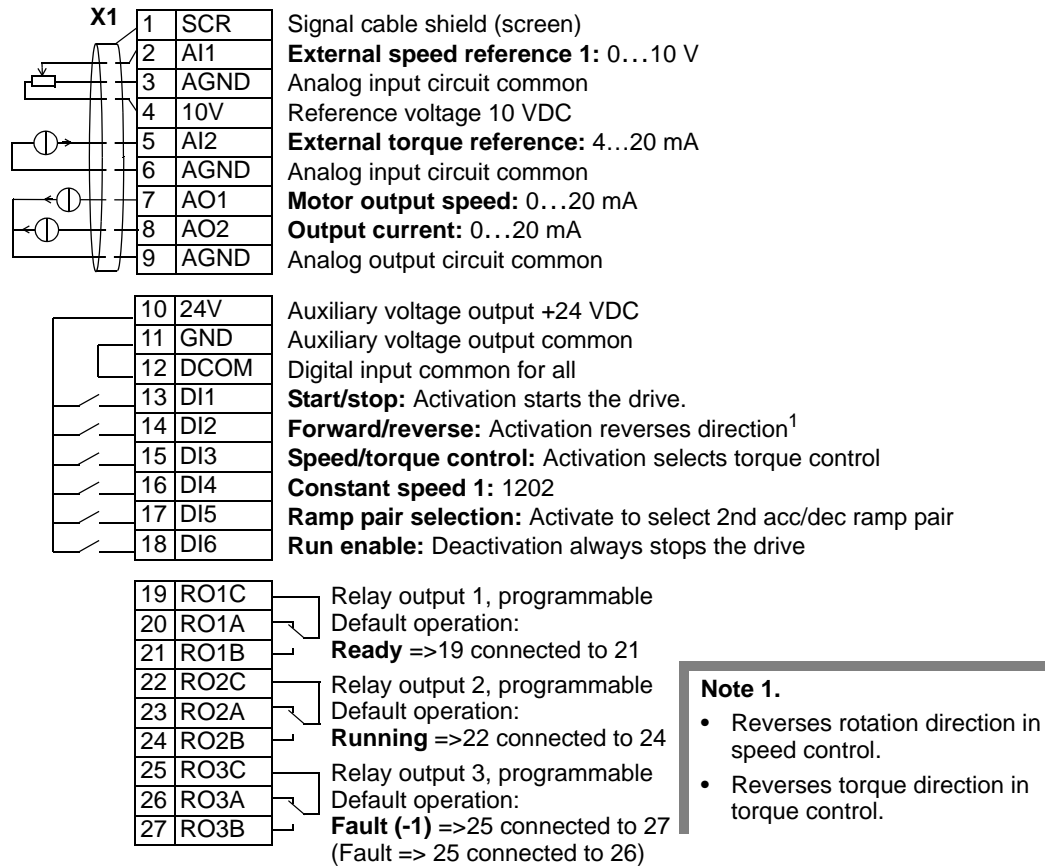 X1
1 SCR Signal cable shield (screen)
2 AI1 External speed reference 1: 0…10 V
3 AGND Analog input circuit common
4 10V Reference voltage 10 VDC
5 AI2 External torque reference: 4…20 mA
6 AGND Analog input circuit common
7 AO1 Motor output speed: 0…20 mA
8 AO2 Output current: 0…20 mA
9 AGND Analog output circuit common
10 24V Auxiliary voltage output +24 VDC
11 GND Auxiliary voltage output common
12 DCOM Digital input common for all
13 DI1 Start/stop: Activation starts the drive.
14 DI2 Forward/reverse: Activation reverses direction1
15 DI3 Speed/torque control: Activation selects torque control
16 DI4 Constant speed 1: 1202
17 DI5 Ramp pair selection: Activate to select 2nd acc/dec ramp pair
18 DI6 Run enable: Deactivation always stops the drive
19 RO1C Relay output 1, programmable
20 RO1A Default operation:
21 RO1B Ready =>19 connected to 21
22 RO2C Relay output 2, programmable
23 RO2A Default operation:
24 RO2B Running =>22 connected to 24
25 RO3C Relay output 3, programmable
26 RO3A Default operation:
27 RO3B Fault (-1) =>25 connected to 27
(Fault => 25 connected to 26)
Note 1.
• Reverses rotation direction in
speed control.
• Reverses torque direction in
torque control.